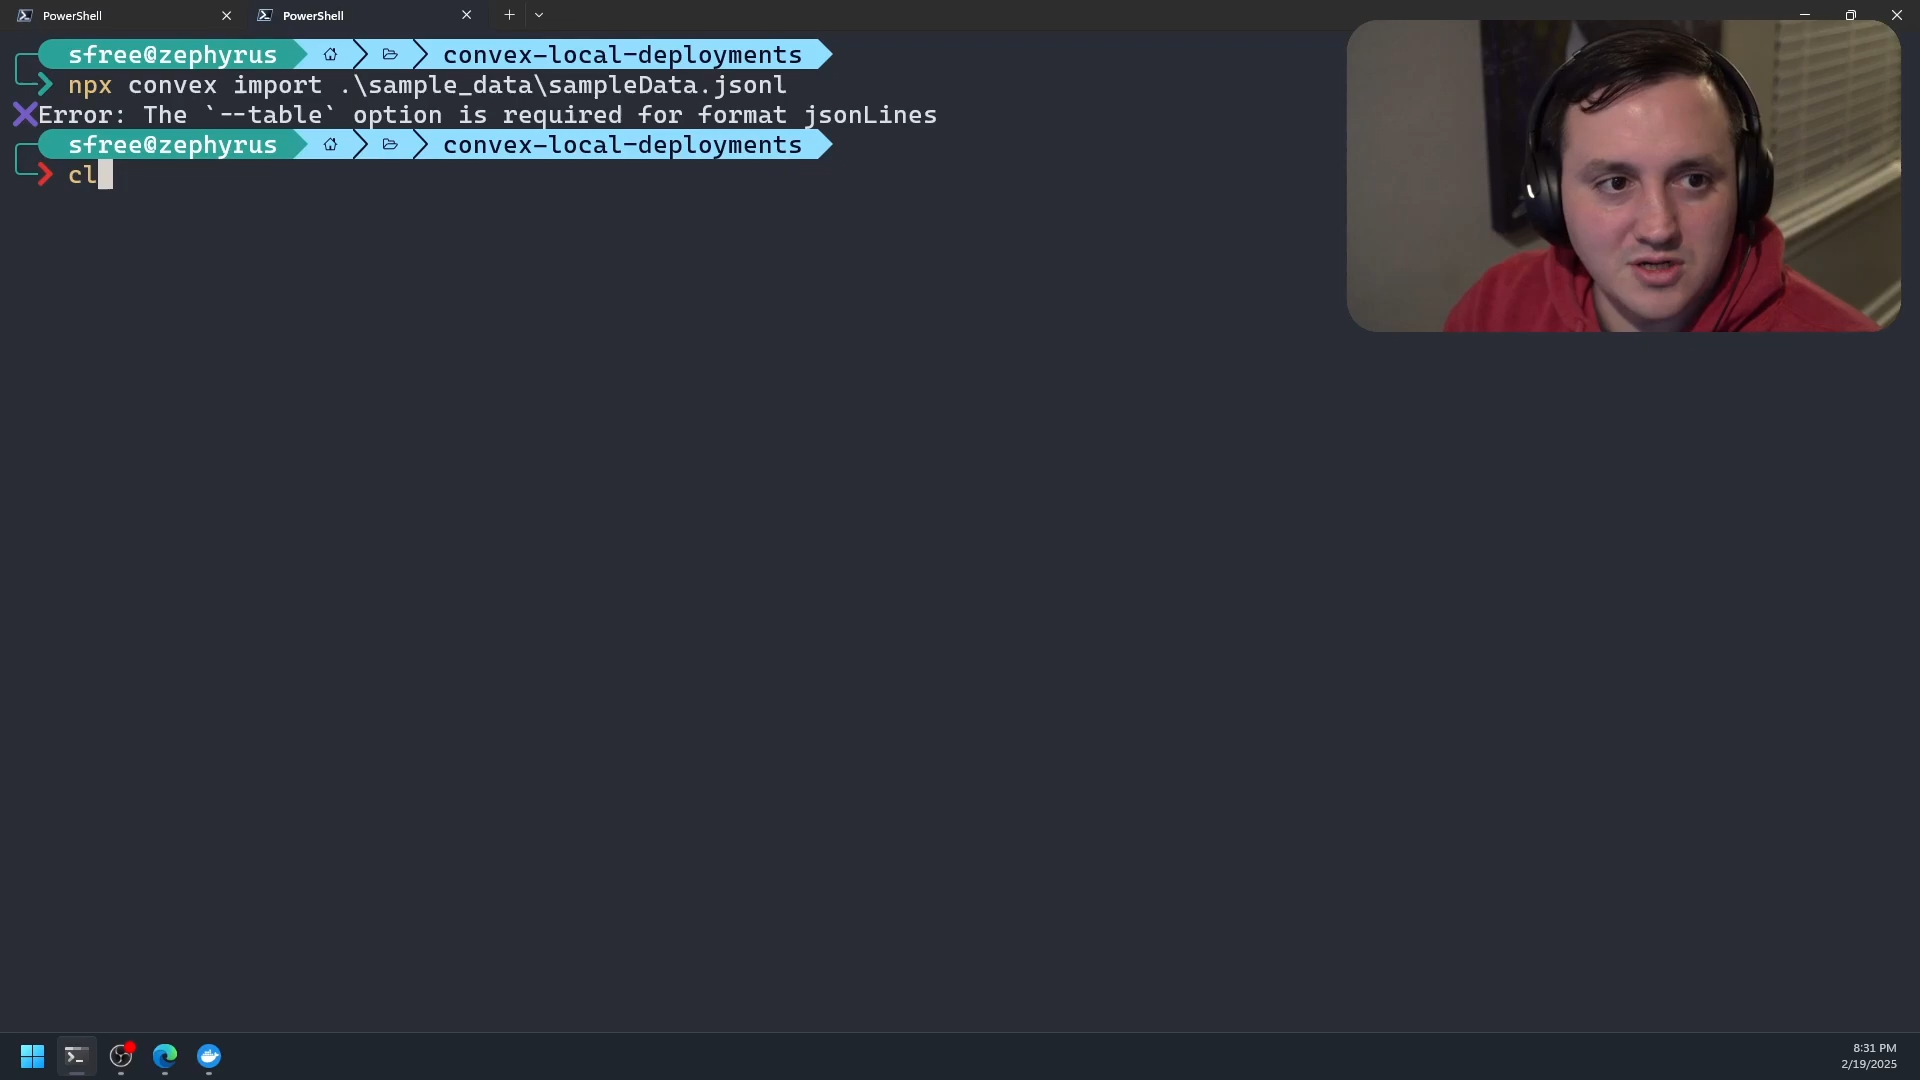 PowerShell
PowerShell
sfree@zephyrus convex-local-deployments
npx convex import .\sample_data\sampleData.jsonl
Error: The `--table` option is required for format jsonLines
sfree@zephyrus convex-local-deployments
cl
8:31 PM
2/19/2025